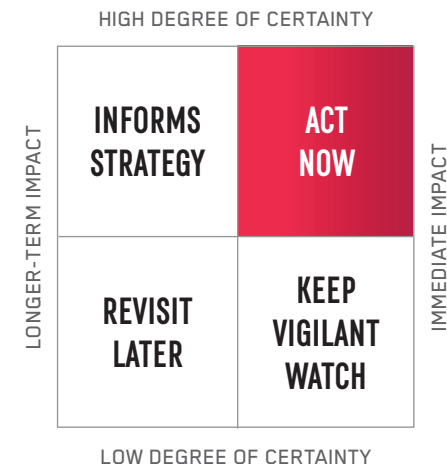 HIGH DEGREE OF CERTAINTY
LONGER-TERM IMPACT
INFORMS
STRATEGY
ACT
NOW
IMMEDIATE IMPACT
REVISIT
LATER
KEEP
VIGILANT
WATCH
LOW DEGREE OF CERTAINTY